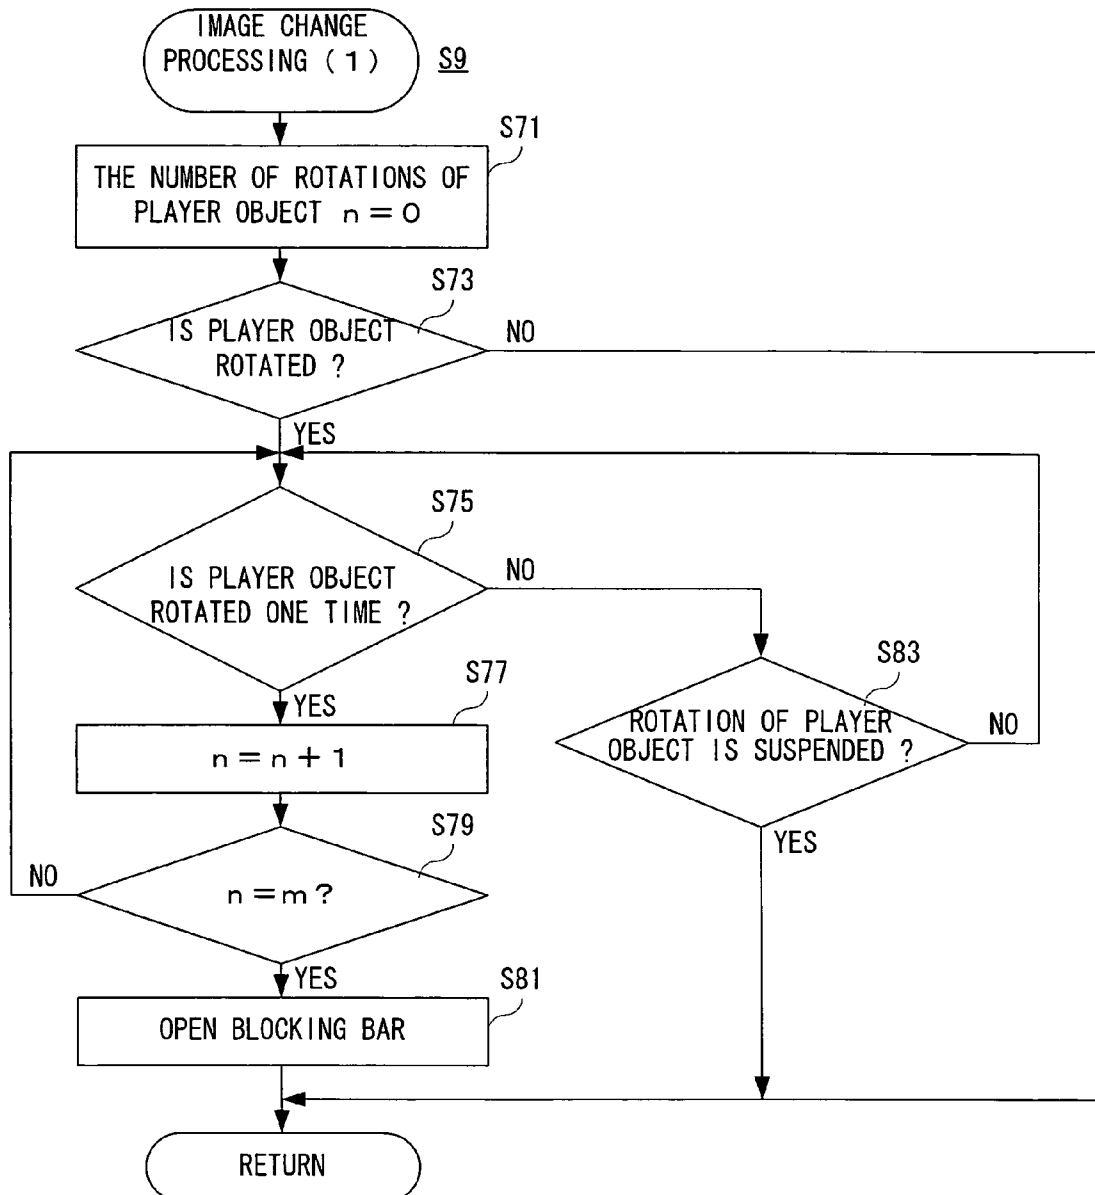 IMAGE CHANGE
PROCESSING (1)
S9
S71
THE NUMBER OF ROTATIONS OF
PLAYER OBJECT n=0
S73
IS PLAYER OBJECT
ROTATED ?
NO
YES
S75
IS PLAYER OBJECT
ROTATED ONE TIME ?
NO
YES
S77
n=n+1
S83
ROTATION OF PLAYER
OBJECT IS SUSPENDED ?
NO
YES
S79
n=m?
NO
YES
S81
OPEN BLOCKING BAR
RETURN